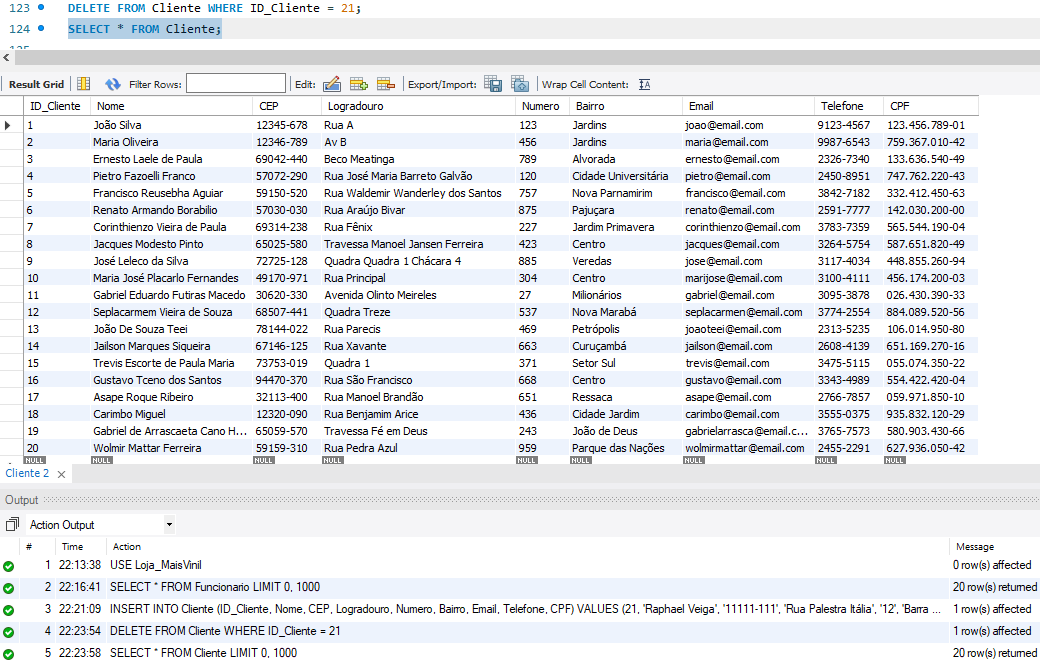 123 DELETE FROM Cliente WHERE ID_Cliente = 21;
124 SELECT * FROM Cliente;
Result Grid Filter Rows: Edit: Export/Import: Wrap Cell Content:
ID_Cliente Nome CEP Logradouro Numero Bairro Email Telefone CPF
1 João Silva 12345-678 Rua A 123 Jardins joao@email.com 9123-4567 123.456.789-01
2 Maria Oliveira 12346-789 Av B 456 Jardins maria@email.com 9987-6543 759.367.010-42
3 Ernesto Laele de Paula 69042-440 Beco Meatinga 789 Alvorada ernesto@email.com 2326-7340 133.636.540-49
4 Pietro Fazoelli Franco 57072-290 Rua José Maria Barreto Galvão 120 Cidade Universitária pietro@email.com 2450-8951 747.762.220-43
5 Francisco Reusebha Aguiar 59150-520 Rua Waldemir Wanderley dos Santos 757 Nova Parnamirim francisco@email.com 3842-7182 332.412.450-63
6 Renato Armando Borabilio 57030-030 Rua Araújo Bivar 875 Pajuçara renato@email.com 2591-7777 142.030.200-00
7 Corinthienzo Vieira de Paula 69314-238 Rua Fênix 227 Jardim Primavera corinthienzo@email.com 3783-7359 565.544.190-04
8 Jacques Modesto Pinto 65025-580 Travessa Manoel Jansen Ferreira 423 Centro jacques@email.com 3264-5754 587.651.820-49
9 José Leleco da Silva 72725-128 Quadra Quadra 1 Chácara 4 885 Veredas jose@email.com 3117-4034 448.855.260-94
10 Maria José Placarlo Fernandes 49170-971 Rua Principal 304 Centro marijose@email.com 3100-4111 456.174.200-03
11 Gabriel Eduardo Futiras Macedo 30620-330 Avenida Olinto Meireles 27 Milionários gabriel@email.com 3095-3878 026.430.390-33
12 Seplacarmem Vieira de Souza 68507-441 Quadra Treze 537 Nova Marabá seplacarmen@email.com 3774-2554 884.089.520-56
13 João De Souza Teei 78144-022 Rua Parecis 469 Petrópolis joaoteei@email.com 2313-5235 106.014.950-80
14 Jailson Marques Siqueira 67146-125 Rua Xavante 663 Curuçambá jailson@email.com 2608-4139 651.169.270-16
15 Trevis Escorte de Paula Maria 73753-019 Quadra 1 371 Setor Sul trevis@email.com 3475-5115 055.074.350-22
16 Gustavo Tceno dos Santos 94470-370 Rua São Francisco 668 Centro gustavo@email.com 3343-4989 554.422.420-04
17 Asape Roque Ribeiro 32113-400 Rua Manoel Brandão 651 Ressaca asape@email.com 2766-7857 059.971.850-10
18 Carimbo Miguel 12320-090 Rua Benjamim Arice 436 Cidade Jardim carimbo@email.com 3555-0375 935.832.120-29
19 Gabriel de Arrascaeta Cano H... 65059-570 Travessa Fé em Deus 243 João de Deus gabrielarrasca@email.c... 3765-7573 580.903.430-66
20 Wolmir Mattar Ferreira 59159-310 Rua Pedra Azul 959 Parque das Nações wolmirmattar@email.com 2455-2291 627.936.050-42
NULL NULL NULL NULL NULL NULL NULL NULL NULL
Cliente 2
Output
Action Output
# Time Action Message
1 22:13:38 USE Loja_MaisVinil 0 row(s) affected
2 22:16:41 SELECT * FROM Funcionario LIMIT 0, 1000 20 row(s) returned
3 22:21:09 INSERT INTO Cliente (ID_Cliente, Nome, CEP, Logradouro, Numero, Bairro, Email, Telefone, CPF) VALUES (21, 'Raphael Veiga', '11111-111', 'Rua Palestra Itália', '12', 'Barra ... 1 row(s) affected
4 22:23:54 DELETE FROM Cliente WHERE ID_Cliente = 21 1 row(s) affected
5 22:23:58 SELECT * FROM Cliente LIMIT 0, 1000 20 row(s) returned